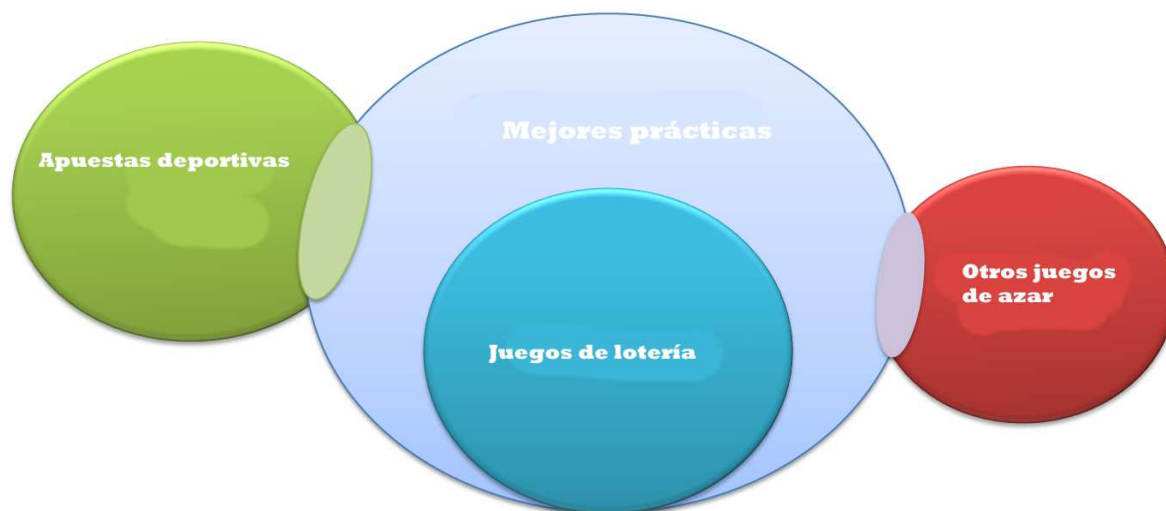 Mejores prácticas
Apuestas deportivas
Otros juegos
de azar
Juegos de lotería